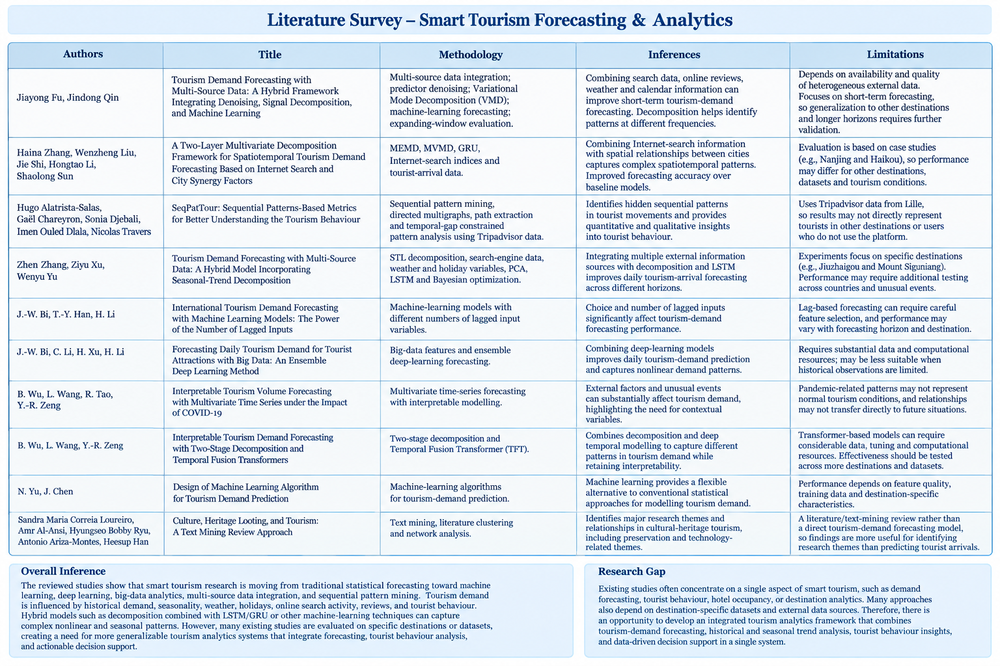 Literature Survey – Smart Tourism Forecasting & Analytics
Authors
Title
Methodology
Inferences
Limitations
Jiayong Fu, Jindong Qin
Tourism Demand Forecasting with
Multi-Source Data: A Hybrid Framework
Integrating Denoising, Signal Decomposition,
and Machine Learning
Multi-source data integration;
predictor denoising; Variational
Mode Decomposition (VMD);
machine-learning forecasting;
expanding-window evaluation.
Combining search data, online reviews,
weather and calendar information can
improve short-term tourism-demand
forecasting. Decomposition helps identify
patterns at different frequencies.
Depends on availability and quality
of heterogeneous external data.
Focuses on short-term forecasting,
so generalization to other destinations
and longer horizons requires further
validation.
Haina Zhang, Wenzheng Liu,
Jie Shi, Hongtao Li,
Shaolong Sun
A Two-Layer Multivariate Decomposition
Framework for Spatiotemporal Tourism Demand
Forecasting Based on Internet Search and
City Synergy Factors
MEMD, MVMD, GRU,
Internet-search indices and
tourist-arrival data.
Combining Internet-search information
with spatial relationships between cities
captures complex spatiotemporal patterns.
Improved forecasting accuracy over
baseline models.
Evaluation is based on case studies
(e.g., Nanjing and Haikou), so performance
may differ for other destinations,
datasets and tourism conditions.
Hugo Alatrista-Salas,
Gaël Chareyron, Sonia Djebali,
Imen Ouled Dlala, Nicolas Travers
SeqPatTour: Sequential Patterns-Based Metrics
for Better Understanding the Tourism Behaviour
Sequential pattern mining,
directed multigraphs, path extraction
and temporal-gap constrained
pattern analysis using Tripadvisor data.
Identifies hidden sequential patterns
in tourist movements and provides
quantitative and qualitative insights
into tourist behaviour.
Uses Tripadvisor data from Lille,
so results may not directly represent
tourists in other destinations or users
who do not use the platform.
Zhen Zhang, Ziyu Xu,
Wenyu Yu
Tourism Demand Forecasting with Multi-Source
Data: A Hybrid Model Incorporating
Seasonal-Trend Decomposition
STL decomposition, search-engine data,
weather and holiday variables, PCA,
LSTM and Bayesian optimization.
Integrating multiple external information
sources with decomposition and LSTM
improves daily tourism-arrival forecasting
across different horizons.
Experiments focus on specific destinations
(e.g., Jiuzhaigou and Mount Siguniang).
Performance may require additional testing
across countries and unusual events.
J.-W. Bi, T.-Y. Han, H. Li
International Tourism Demand Forecasting
with Machine Learning Models: The Power
of the Number of Lagged Inputs
Machine-learning models with
different numbers of lagged input
variables.
Choice and number of lagged inputs
significantly affect tourism-demand
forecasting performance.
Lag-based forecasting can require careful
feature selection, and performance may
vary with forecasting horizon and destination.
J.-W. Bi, C. Li, H. Xu, H. Li
Forecasting Daily Tourism Demand for Tourist
Attractions with Big Data: An Ensemble
Deep Learning Method
Big-data features and ensemble
deep-learning forecasting.
Combining deep-learning models
improves daily tourism-demand prediction
and captures nonlinear demand patterns.
Requires substantial data and computational
resources; may be less suitable when
historical observations are limited.
B. Wu, L. Wang, R. Tao,
Y.-R. Zeng
Interpretable Tourism Volume Forecasting
with Multivariate Time Series under the Impact
of COVID-19
Multivariate time-series forecasting
with interpretable modelling.
External factors and unusual events
can substantially affect tourism demand,
highlighting the need for contextual
variables.
Pandemic-related patterns may not represent
normal tourism conditions, and relationships
may not transfer directly to future situations.
B. Wu, L. Wang, Y.-R. Zeng
Interpretable Tourism Demand Forecasting
with Two-Stage Decomposition and
Temporal Fusion Transformers
Two-stage decomposition and
Temporal Fusion Transformer (TFT).
Combines decomposition and deep
temporal modelling to capture different
patterns in tourism demand while
retaining interpretability.
Transformer-based models can require
considerable data, tuning and computational
resources. Effectiveness should be tested
across more destinations and datasets.
N. Yu, J. Chen
Design of Machine Learning Algorithm
for Tourism Demand Prediction
Machine-learning algorithms
for tourism-demand prediction.
Machine learning provides a flexible
alternative to conventional statistical
approaches for modelling tourism demand.
Performance depends on feature quality,
training data and destination-specific
characteristics.
Sandra Maria Correia Loureiro,
Amr Al-Ansi, Hyungseo Bobby Ryu,
Antonio Ariza-Montes, Heesup Han
Culture, Heritage Looting, and Tourism:
A Text Mining Review Approach
Text mining, literature clustering
and network analysis.
Identifies major research themes and
relationships in cultural-heritage tourism,
including preservation and technology-
related themes.
A literature/text-mining review rather than
a direct tourism-demand forecasting model,
so findings are more useful for identifying
research themes than predicting tourist arrivals.
Overall Inference
The reviewed studies show that smart tourism research is moving from traditional statistical forecasting toward machine
learning, deep learning, big-data analytics, multi-source data integration, and sequential pattern mining. Tourism demand
is influenced by historical demand, seasonality, weather, holidays, online search activity, reviews, and tourist behaviour.
Hybrid models such as decomposition combined with LSTM/GRU or other machine-learning techniques can capture
complex nonlinear and seasonal patterns. However, many existing studies are evaluated on specific destinations or datasets,
creating a need for more generalizable tourism analytics systems that integrate forecasting, tourist behaviour analysis,
and actionable decision support.
Research Gap
Existing studies often concentrate on a single aspect of smart tourism, such as demand
forecasting, tourist behaviour, hotel occupancy, or destination analytics. Many approaches
also depend on destination-specific datasets and external data sources. Therefore, there is
an opportunity to develop an integrated tourism analytics framework that combines
tourism-demand forecasting, historical and seasonal trend analysis, tourist behaviour insights,
and data-driven decision support in a single system.